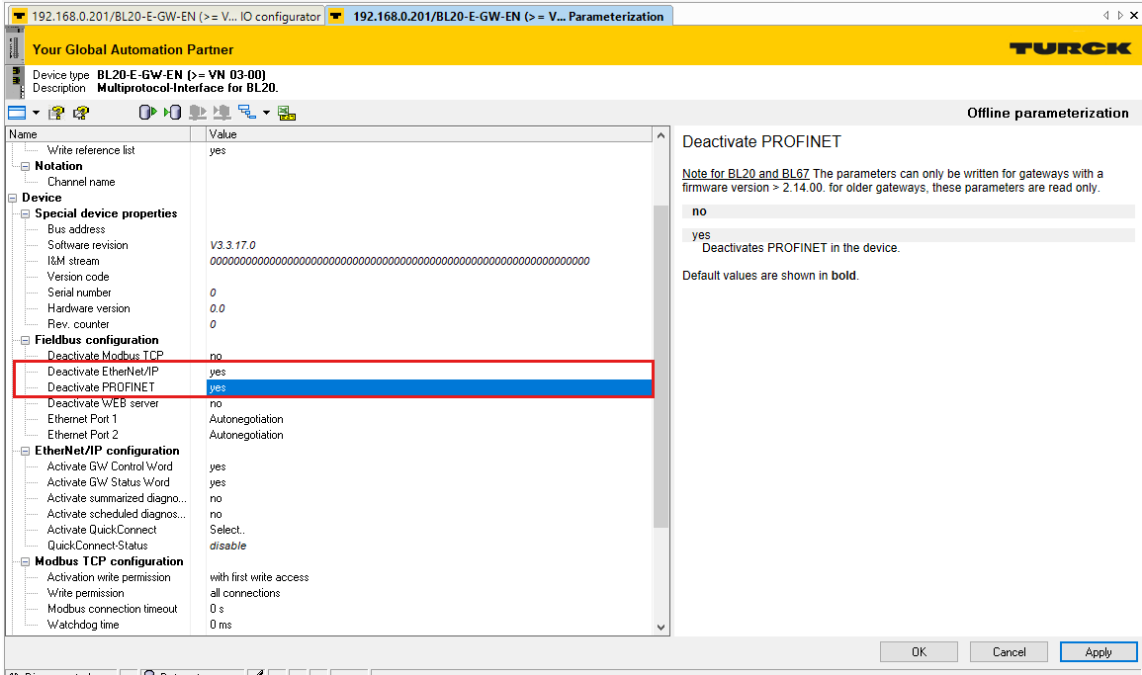 192.168.0.201/BL20-E-GW-EN (>= V... IO configurator 192.168.0.201/BL20-E-GW-EN (>= V... Parameterization
Your Global Automation Partner TURCK
Device type BL20-E-GW-EN (>= VN 03-00)
Description Multiprotocol-Interface for BL20.
Offline parameterization
Name Value
Write reference list yes
Notation
Channel name
Device
Special device properties
Bus address
Software revision V3.3.17.0
I&M stream 000000000000000000000000000000000000000000000000000000000000000000
Version code
Serial number 0
Hardware version 0.0
Rev. counter 0
Fieldbus configuration
Deactivate Modbus TCP no
Deactivate EtherNet/IP yes
Deactivate PROFINET yes
Deactivate WEB server no
Ethernet Port 1 Autonegotiation
Ethernet Port 2 Autonegotiation
EtherNet/IP configuration
Activate GW Control Word yes
Activate GW Status Word yes
Activate summarized diagno... no
Activate scheduled diagnos... no
Activate QuickConnect Select..
QuickConnect-Status disable
Modbus TCP configuration
Activation write permission with first write access
Write permission all connections
Modbus connection timeout 0 s
Watchdog time 0 ms
Deactivate PROFINET
Note for BL20 and BL67 The parameters can only be written for gateways with a
firmware version > 2.14.00. for older gateways, these parameters are read only.
no
yes
Deactivates PROFINET in the device.
Default values are shown in bold.
OK Cancel Apply